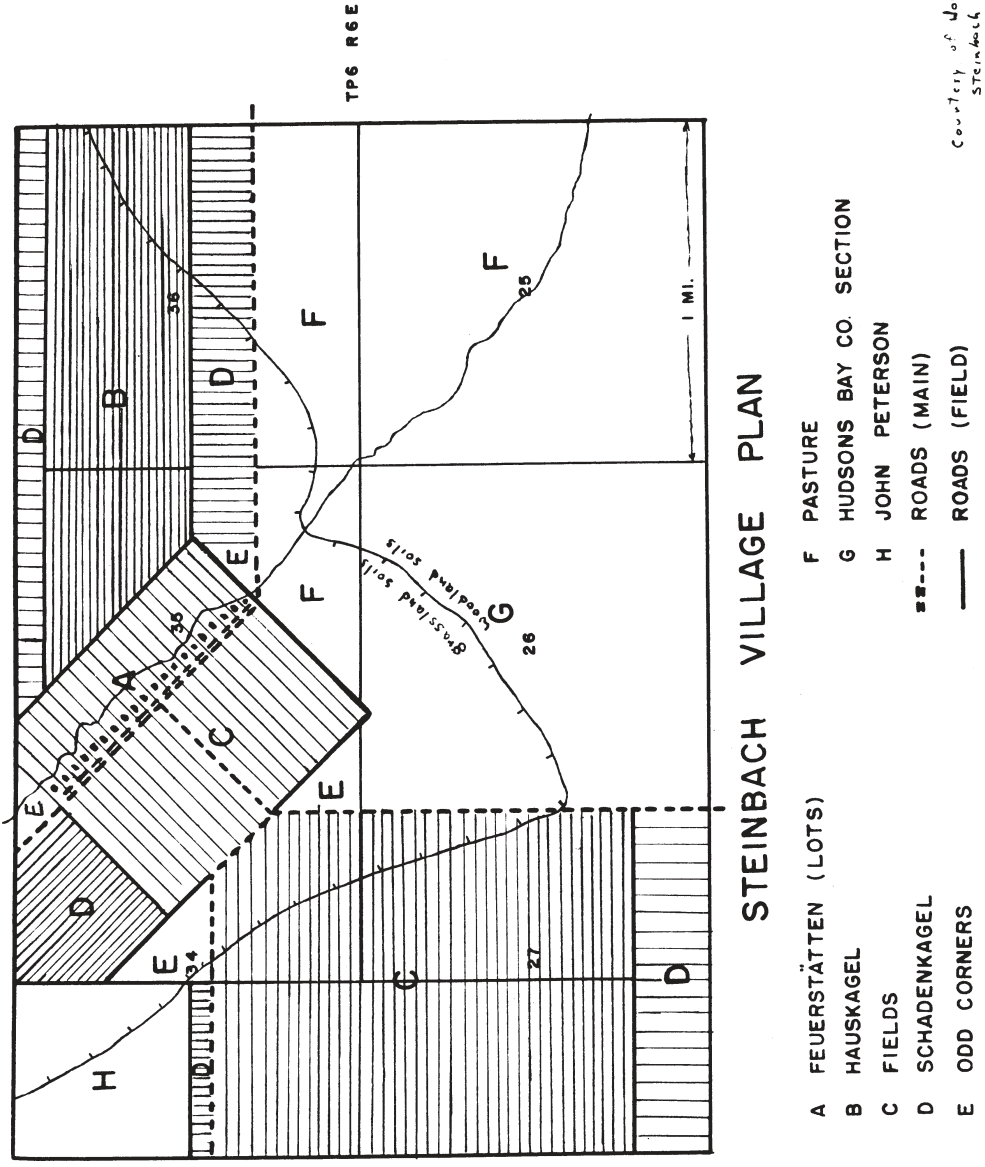 TP6 R6E
D
B
36
D
F
F
25
1 MI.
E
35
A
E
C
F
E
D
E
34
H
D
C
27
D
G
26
grassland soils
woodland soils
STEINBACH VILLAGE PLAN
A FEUERSTÄTTEN (LOTS)
B HAUSKAGEL
C FIELDS
D SCHADENKAGEL
E ODD CORNERS
F PASTURE
G HUDSONS BAY CO. SECTION
H JOHN PETERSON
ROADS (MAIN)
ROADS (FIELD)
Courtesy of
Steinbach